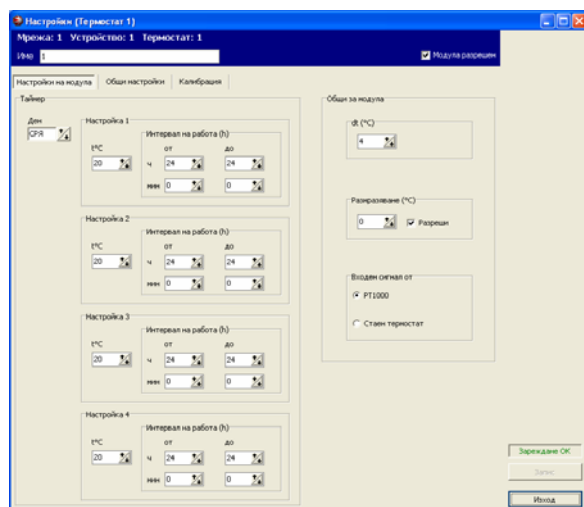 Настройки (Термостат 1)
Мрежа: 1 Устройство: 1 Термостат: 1
Име 1
Модула разрешен
Настройки на модула Общи настройки Калибрация
Таймер
Ден
СРЯ
Настройка 1
t°C
20
Интервал на работа (h)
от до
ч 24 24
мин 0 0
Настройка 2
t°C
20
Интервал на работа (h)
от до
ч 24 24
мин 0 0
Настройка 3
t°C
20
Интервал на работа (h)
от до
ч 24 24
мин 0 0
Настройка 4
t°C
20
Интервал на работа (h)
от до
ч 24 24
мин 0 0
Общи за модула
dt (°C)
4
Размразяване (°C)
0 Разреши
Входен сигнал от
PT1000
Стаен термостат
Зареждане OK
Запис
Изход